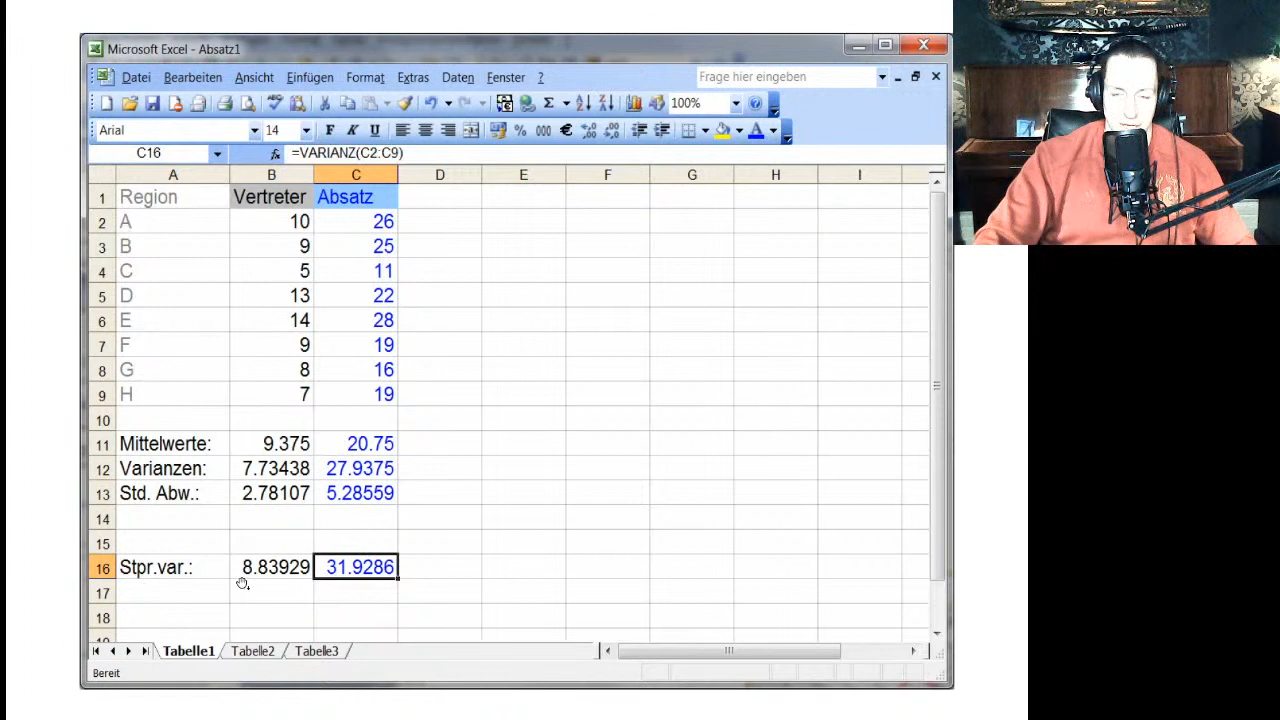 Microsoft Excel - Absatz1
Datei Bearbeiten Ansicht Einfügen Format Extras Daten Fenster ? Frage hier eingeben
100%
Arial 14 F K U % 000 €
C16 fx =VARIANZ(C2:C9)
A B C D E F G H I
1 Region Vertreter Absatz
2 A 10 26
3 B 9 25
4 C 5 11
5 D 13 22
6 E 14 28
7 F 9 19
8 G 8 16
9 H 7 19
10
11 Mittelwerte: 9.375 20.75
12 Varianzen: 7.73438 27.9375
13 Std. Abw.: 2.78107 5.28559
14
15
16 Stpr.var.: 8.83929 31.9286
17
18
19
Tabelle1 Tabelle2 Tabelle3
Bereit